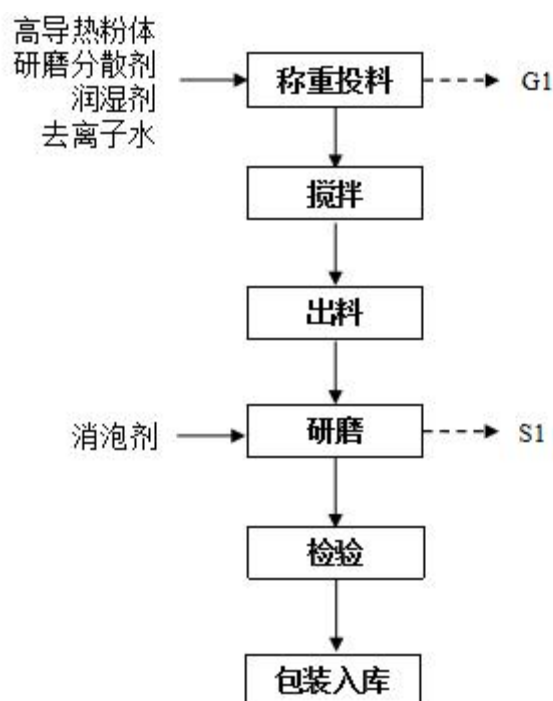 高导热粉体
研磨分散剂
润湿剂
去离子水
称重投料
G1
搅拌
出料
消泡剂
研磨
S1
检验
包装入库